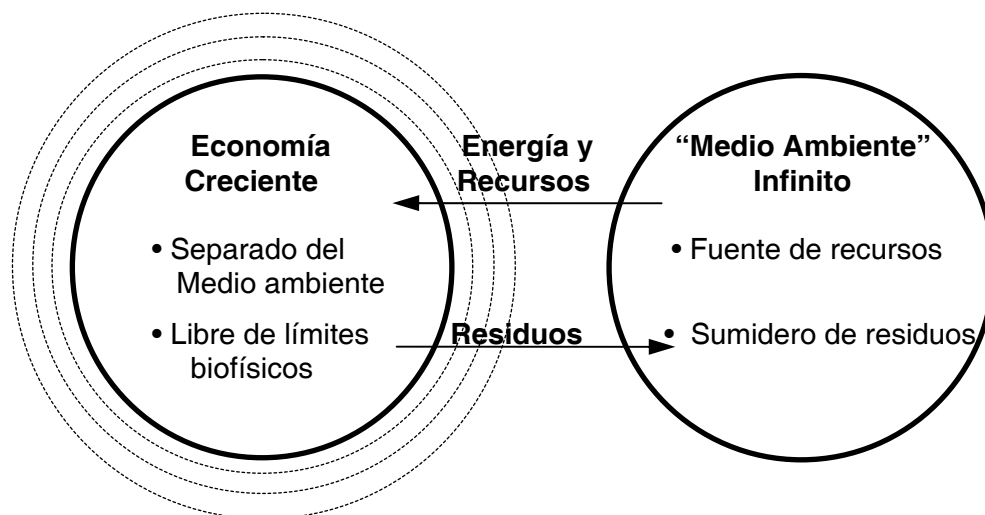 Economía
Creciente
• Separado del
Medio ambiente
• Libre de límites
biofísicos
Energía y
Recursos
Residuos
“Medio Ambiente”
Infinito
• Fuente de recursos
• Sumidero de residuos